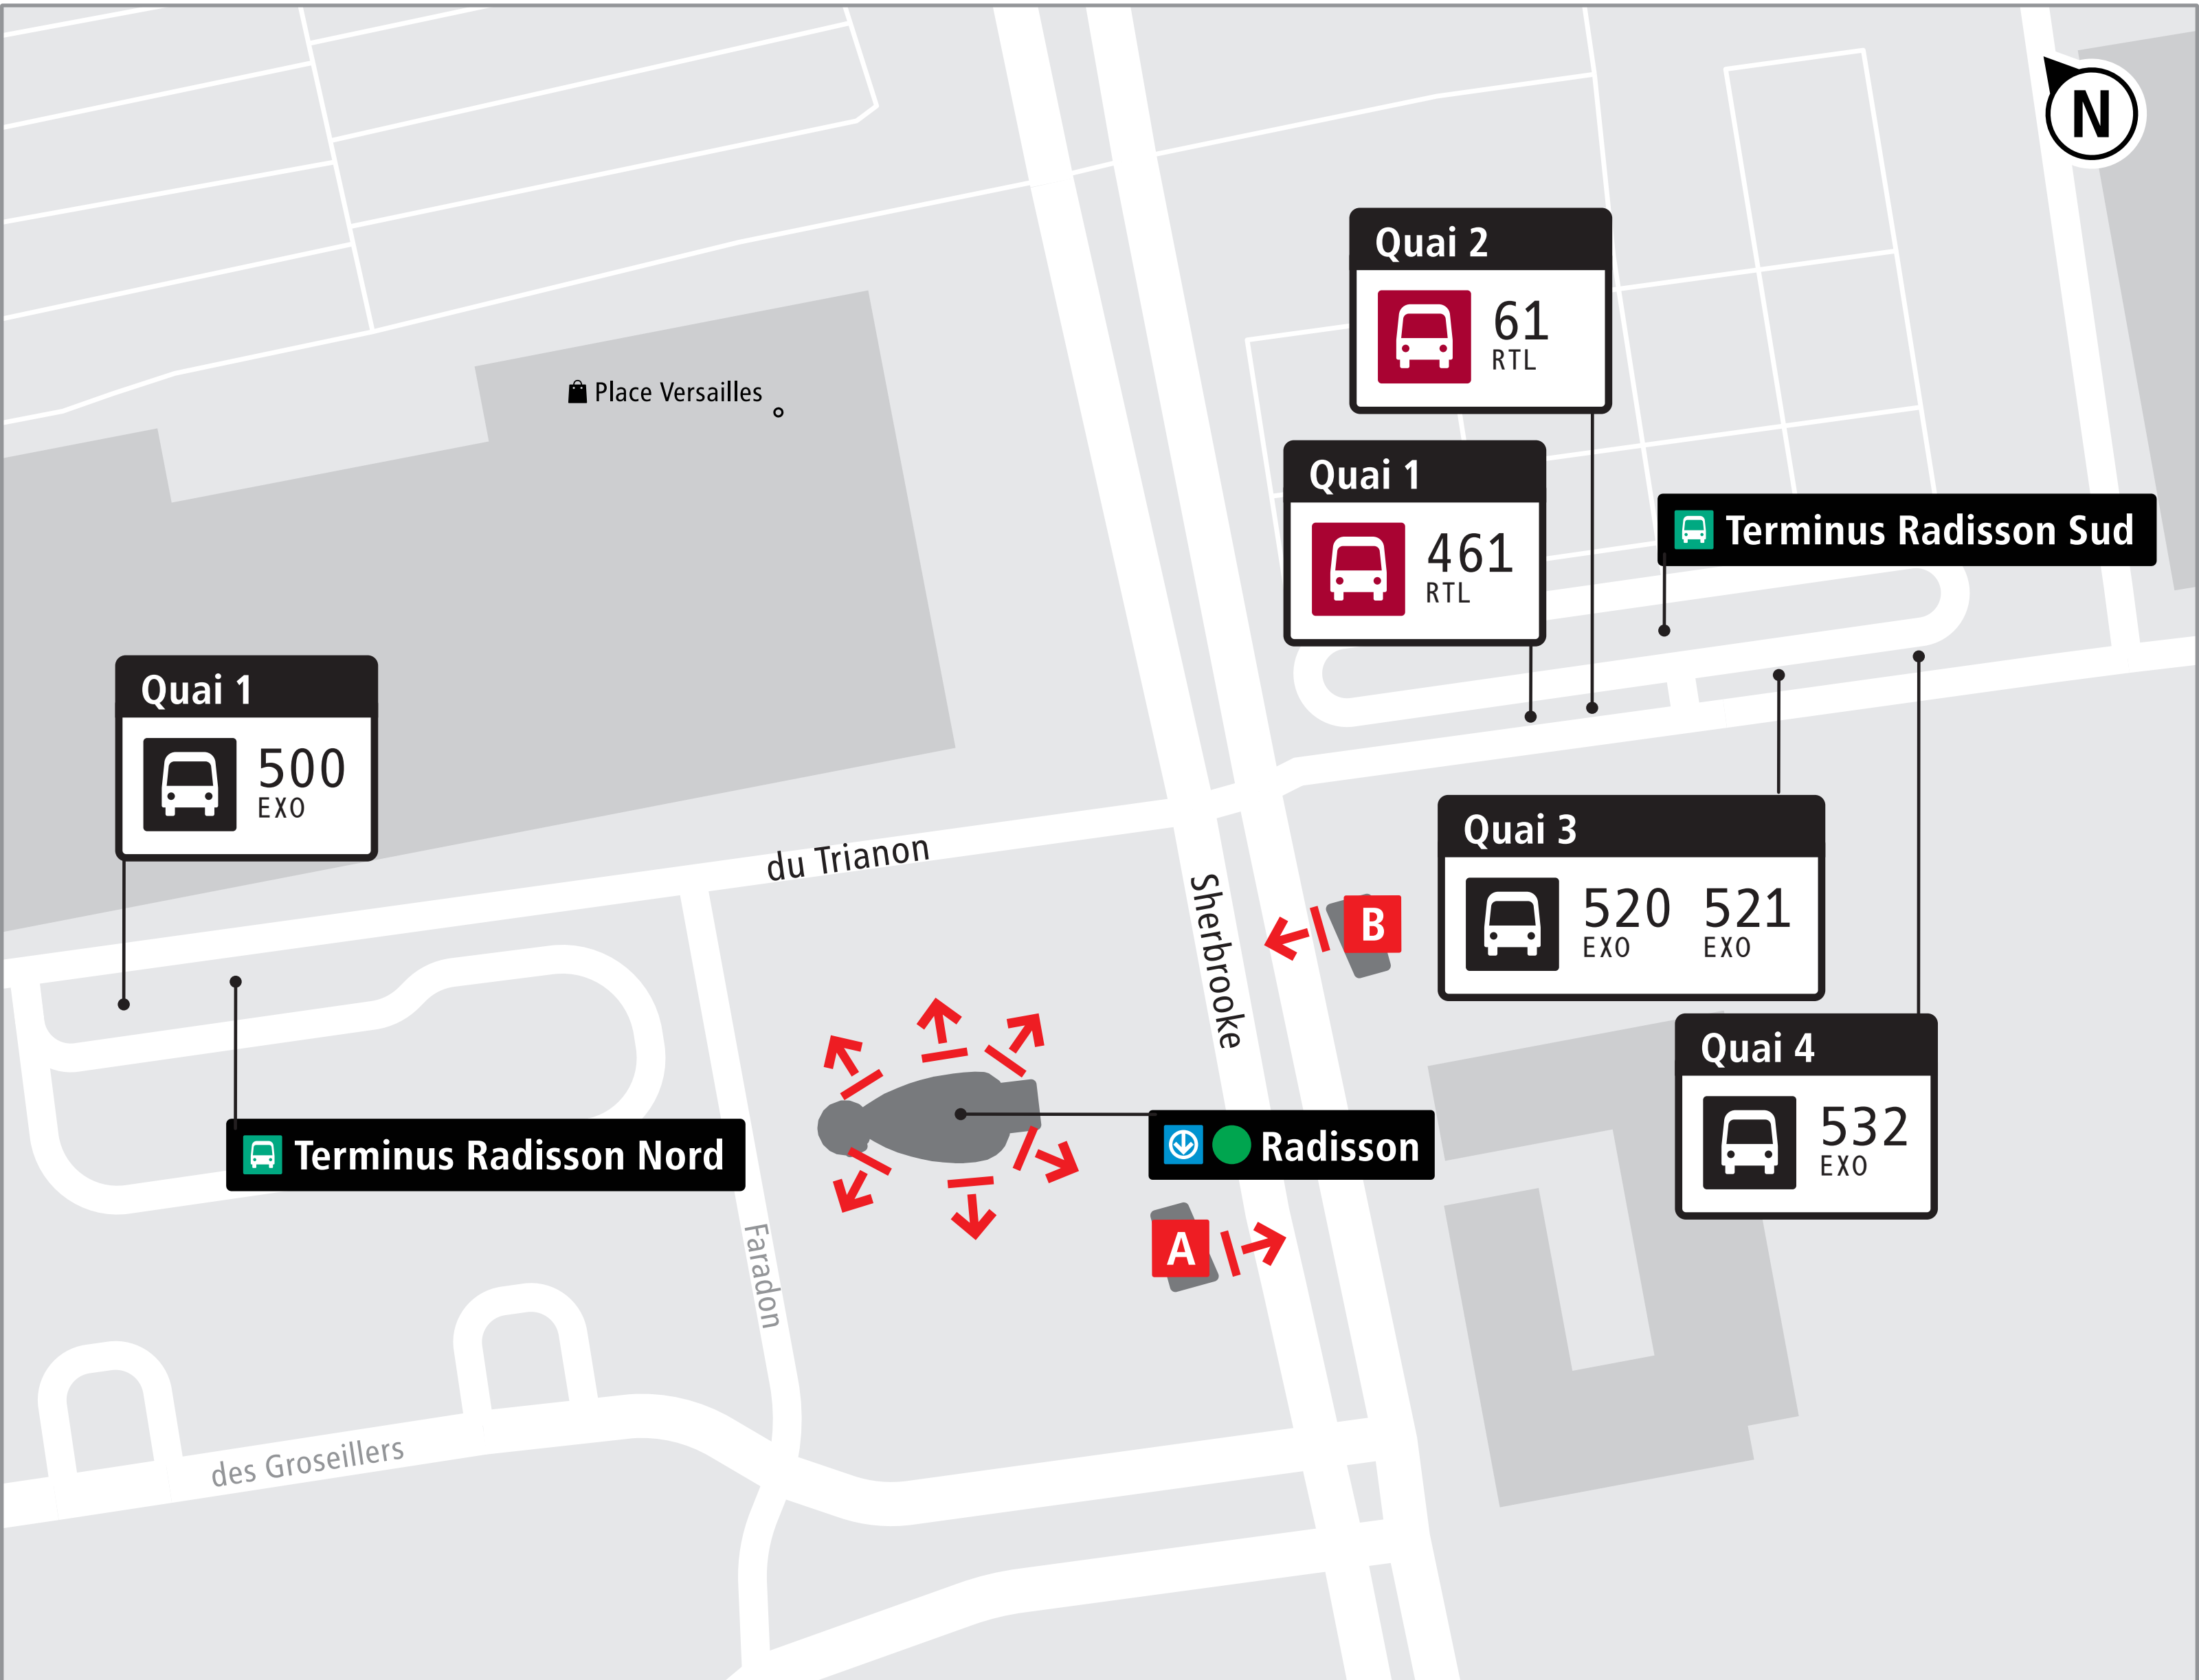 N
Quai 2
61
RTL
Place Versailles
Quai 1
461
RTL
Terminus Radisson Sud
Quai 1
500
EXO
du Trianon
Quai 3
520 521
EXO EXO
Sherbrooke
B
Quai 4
532
EXO
Terminus Radisson Nord
Radisson
A
Faradon
des Groseillers